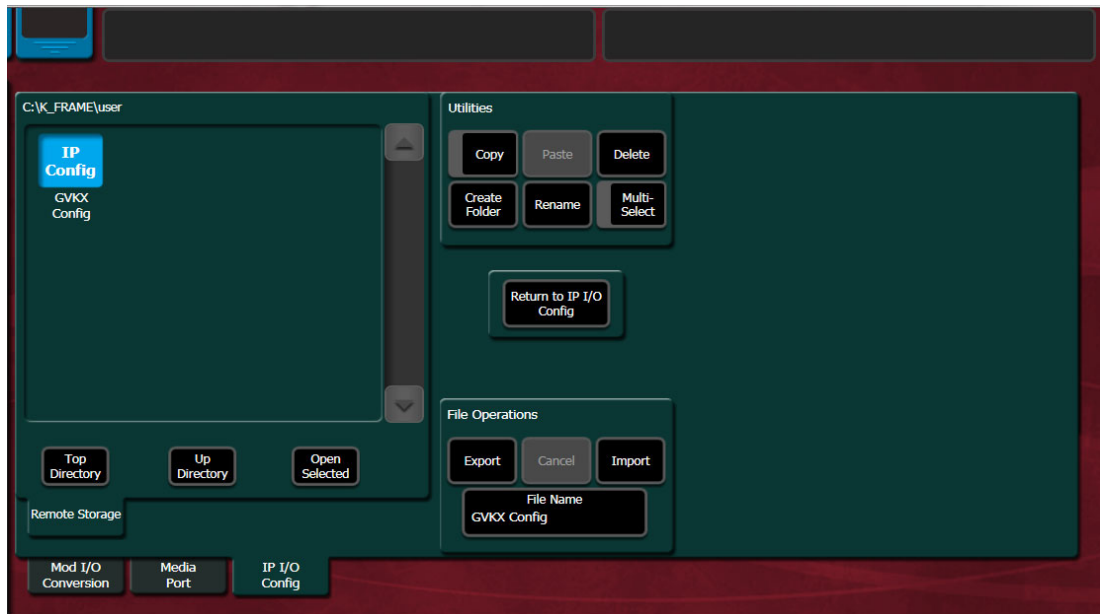 C:\K_FRAME\user
IP
Config
GVKX
Config
Top
Directory
Up
Directory
Open
Selected
Remote Storage
Utilities
Copy
Paste
Delete
Create
Folder
Rename
Multi-
Select
Return to IP I/O
Config
File Operations
Export
Cancel
Import
File Name
GVKX Config
Mod I/O
Conversion
Media
Port
IP I/O
Config